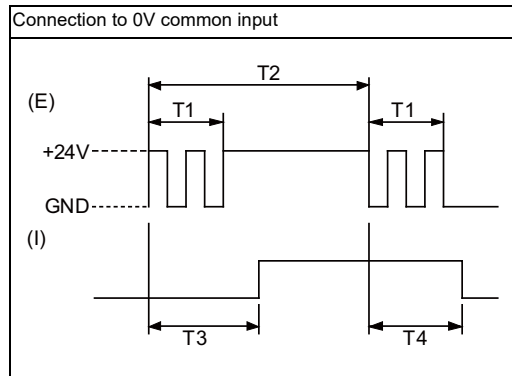 Connection to 0V common input
T2
(E)
T1
T1
+24V
GND
(I)
T3
T4